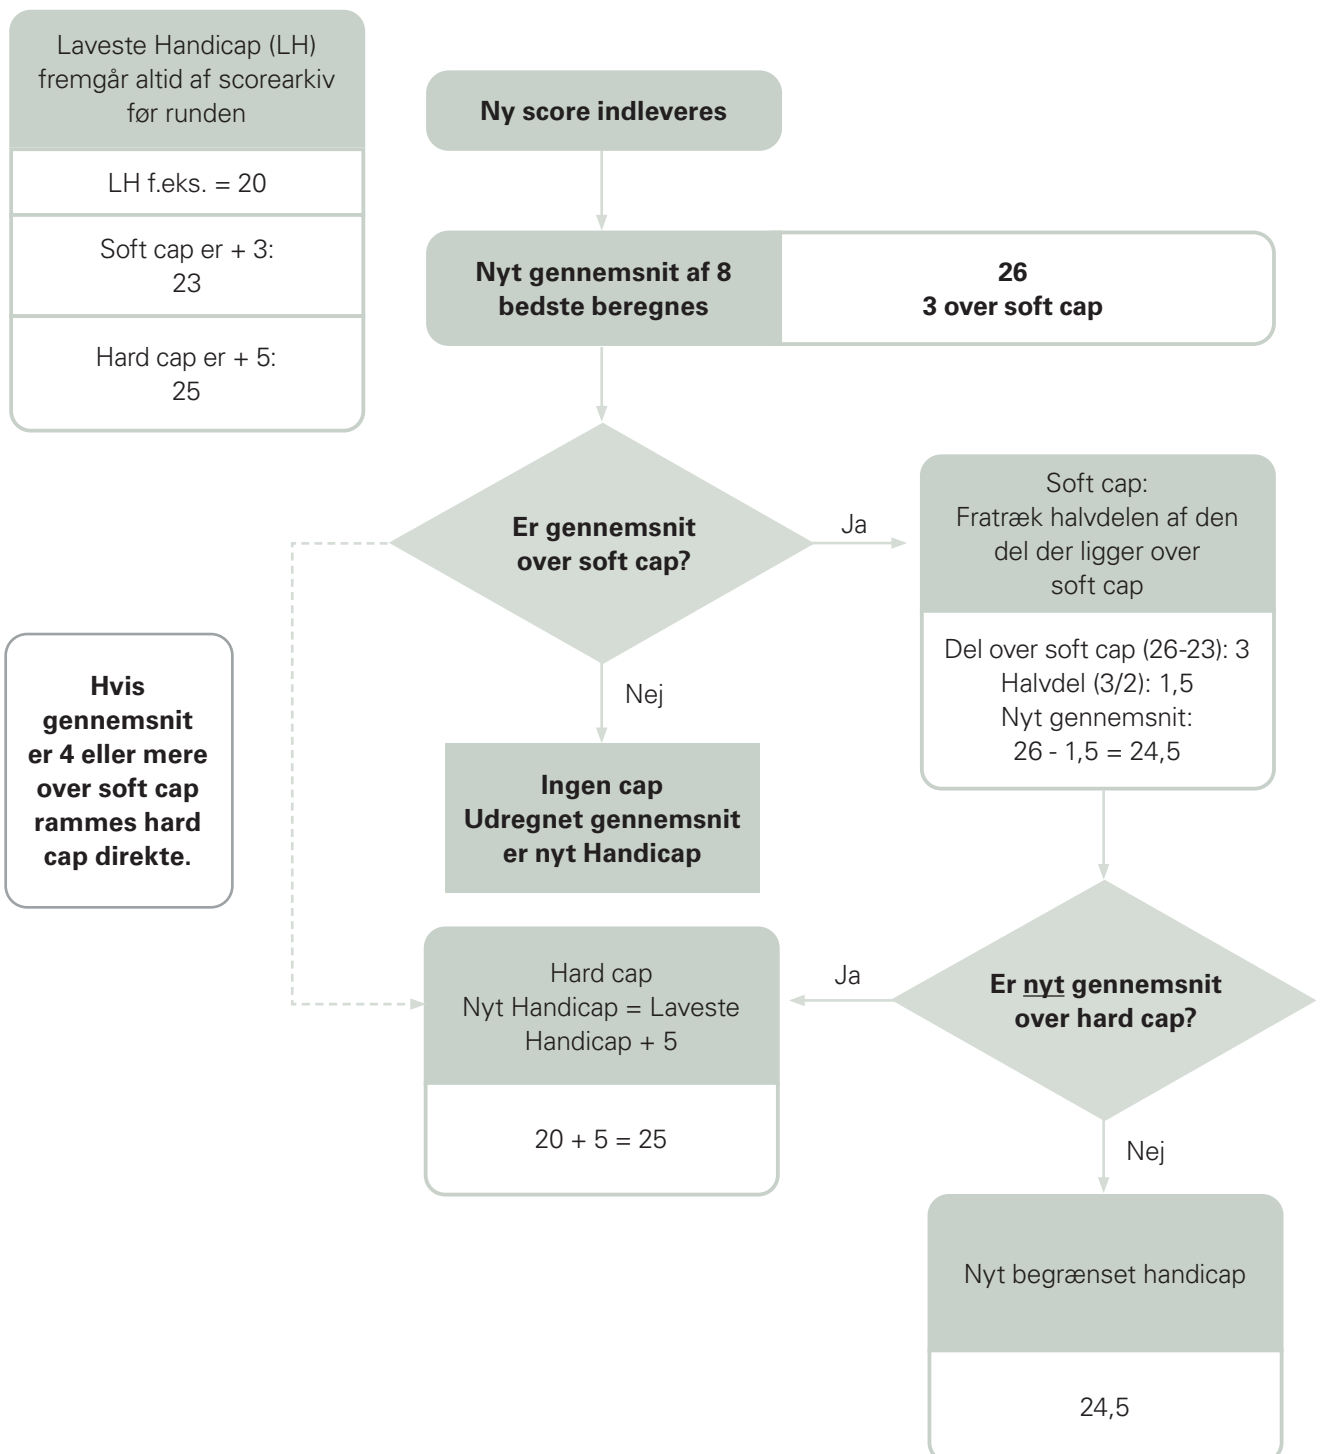 Laveste Handicap (LH)
fremgår altid af scorearkiv
før runden
LH f.eks. = 20
Soft cap er + 3:
23
Hard cap er + 5:
25
Ny score indleveres
Nyt gennemsnit af 8
bedste beregnes
26
3 over soft cap
Er gennemsnit
over soft cap?
Ja
Soft cap:
Fratræk halvdelen af den
del der ligger over
soft cap
Del over soft cap (26-23): 3
Halvdel (3/2): 1,5
Nyt gennemsnit:
26 - 1,5 = 24,5
Hvis
gennemsnit
er 4 eller mere
over soft cap
rammes hard
cap direkte.
Nej
Ingen cap
Udregnet gennemsnit
er nyt Handicap
Er nyt gennemsnit
over hard cap?
Ja
Hard cap
Nyt Handicap = Laveste
Handicap + 5
20 + 5 = 25
Nej
Nyt begrænset handicap
24,5